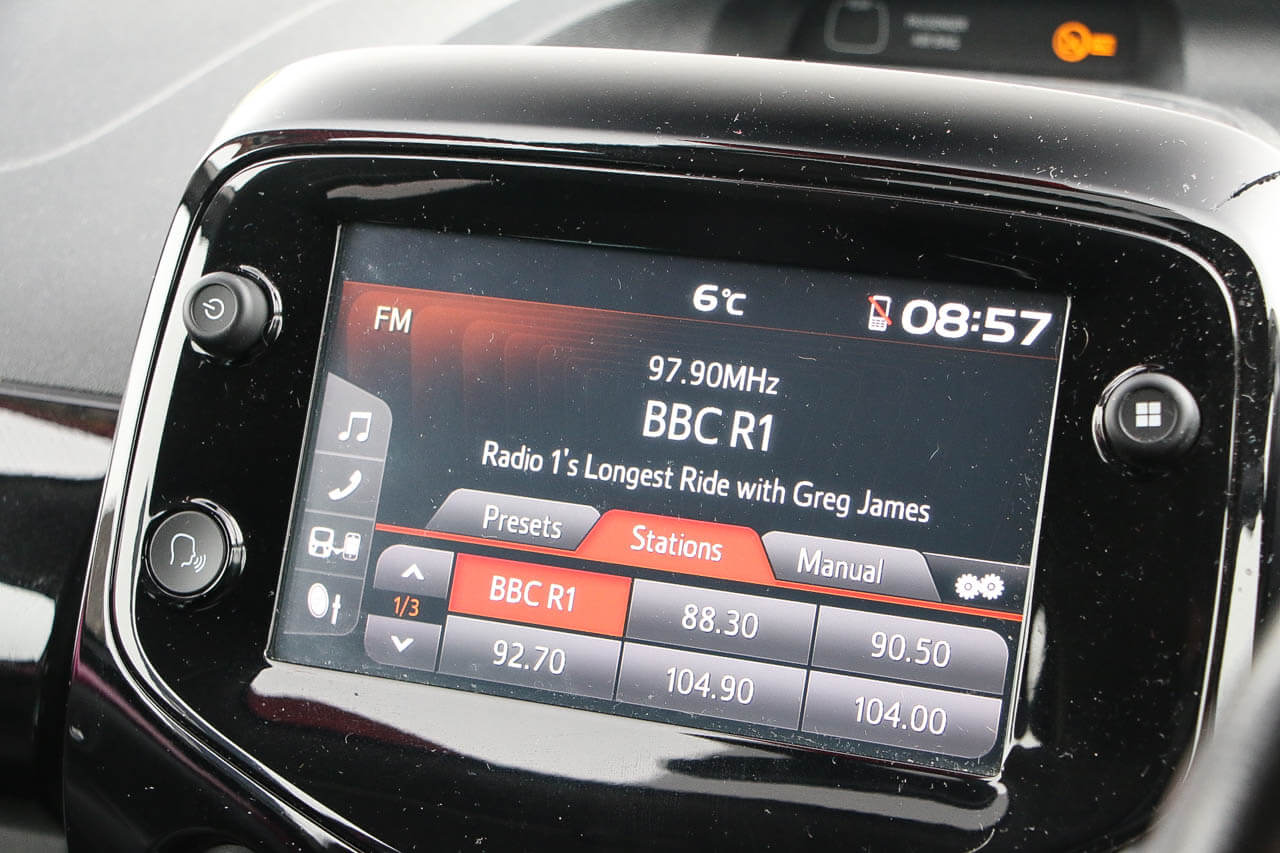 6°C
08:57
FM
97.90MHz
BBC R1
Radio 1's Longest Ride with Greg James
Presets
Stations
Manual
1/3
BBC R1
88.30
90.50
92.70
104.90
104.00